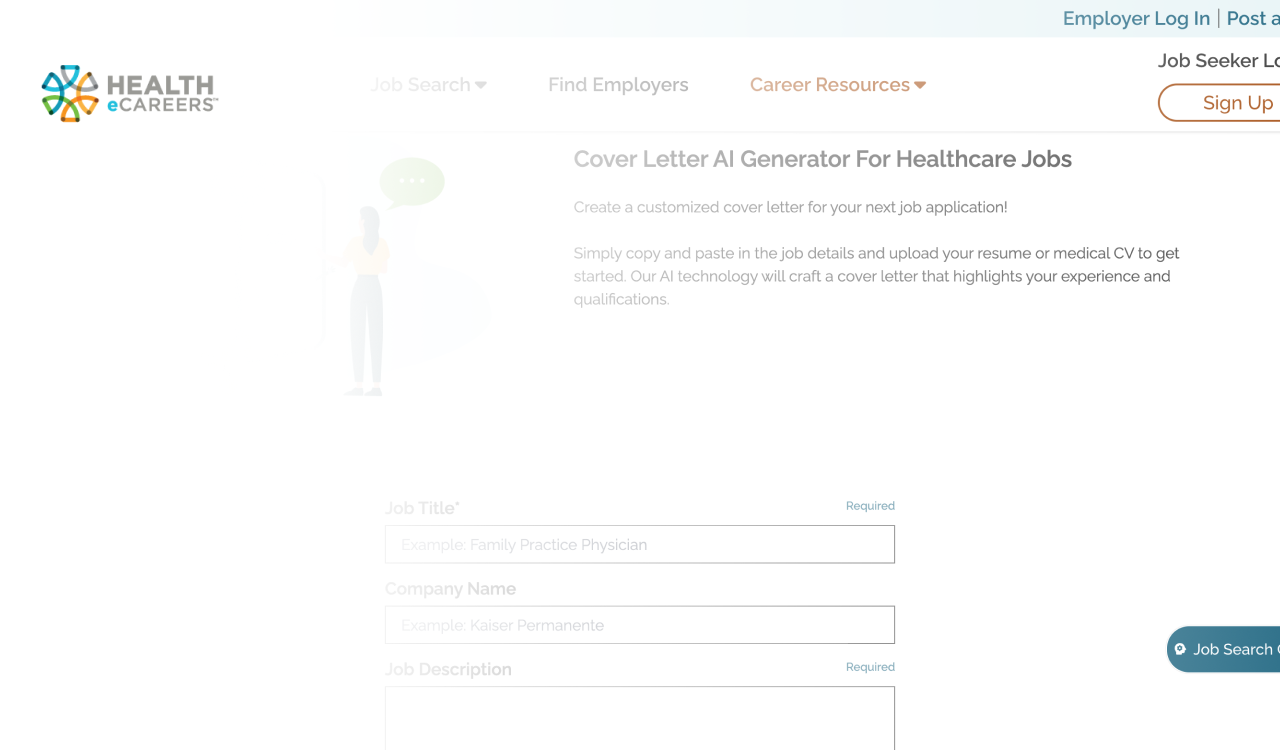 Employer Log In | Post a
HEALTH
eCAREERS™
Job Search
Find Employers
Career Resources
Job Seeker Lo
Sign Up
Cover Letter AI Generator For Healthcare Jobs
Create a customized cover letter for your next job application!
Simply copy and paste in the job details and upload your resume or medical CV to get
started. Our AI technology will craft a cover letter that highlights your experience and
qualifications.
Job Title*
Required
Example: Family Practice Physician
Company Name
Example: Kaiser Permanente
Job Description
Required
Job Search